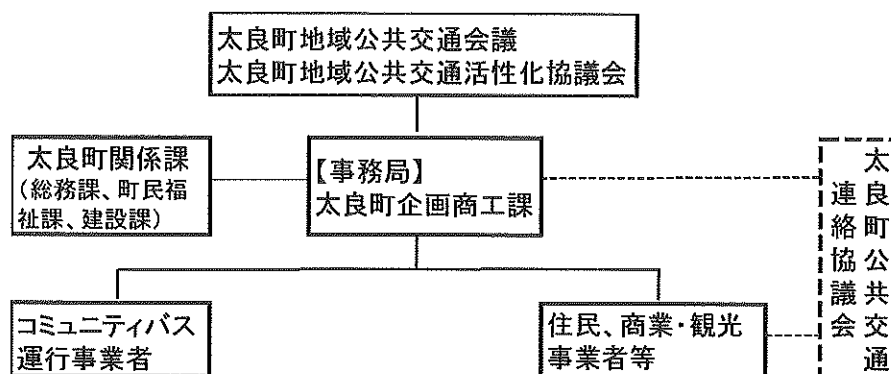 太良町地域公共交通会議
太良町地域公共交通活性化協議会
太良町関係課
(総務課、町民福
祉課、建設課)
【事務局】
太良町企画商工課
太良町公共交通
連絡協議会
コミュニティバス
運行事業者
住民、商業・観光
事業者等